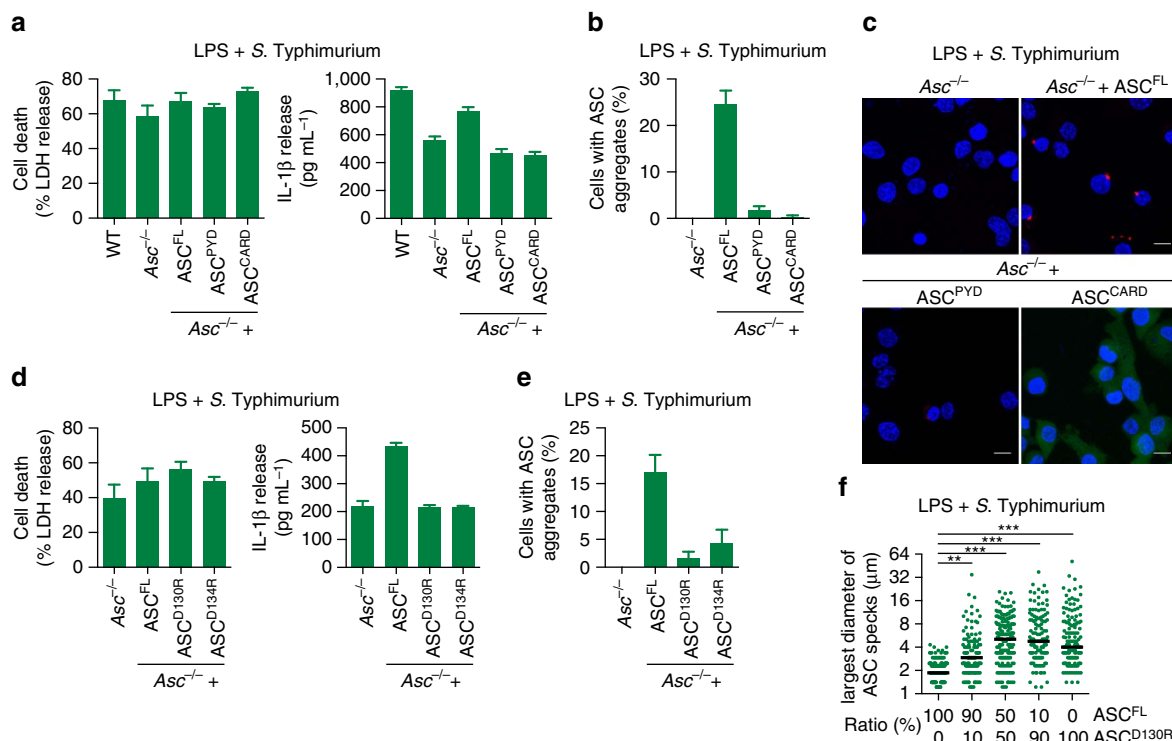 a
LPS + S. Typhimurium
Cell death
(% LDH release)
80
60
40
20
0
WT
Asc–/–
ASCFL
ASCPYD
ASCCARD
Asc–/– +
IL-1β release
(pg mL–1)
1,000
800
600
400
200
0
WT
Asc–/–
ASCFL
ASCPYD
ASCCARD
Asc–/– +
b
LPS + S. Typhimurium
Cells with ASC
aggregates (%)
30
20
10
0
Asc–/–
ASCFL
ASCPYD
ASCCARD
Asc–/– +
c
LPS + S. Typhimurium
Asc–/–
Asc–/– + ASCFL
Asc–/– +
ASCPYD
ASCCARD
d
LPS + S. Typhimurium
Cell death
(% LDH release)
80
60
40
20
0
Asc–/–
ASCFL
ASCD130R
ASCD134R
Asc–/– +
IL-1β release
(pg mL–1)
500
400
300
200
100
0
Asc–/–
ASCFL
ASCD130R
ASCD134R
Asc–/– +
e
LPS + S. Typhimurium
Cells with ASC
aggregates (%)
25
20
15
10
5
0
Asc–/–
ASCFL
ASCD130R
ASCD134R
Asc–/– +
f
LPS + S. Typhimurium
largest diameter of
ASC specks (μm)
***
***
***
**
64
32
16
8
4
2
1
Ratio (%)
100 90 50 10 0 ASCFL
0 10 50 90 100 ASCD130R